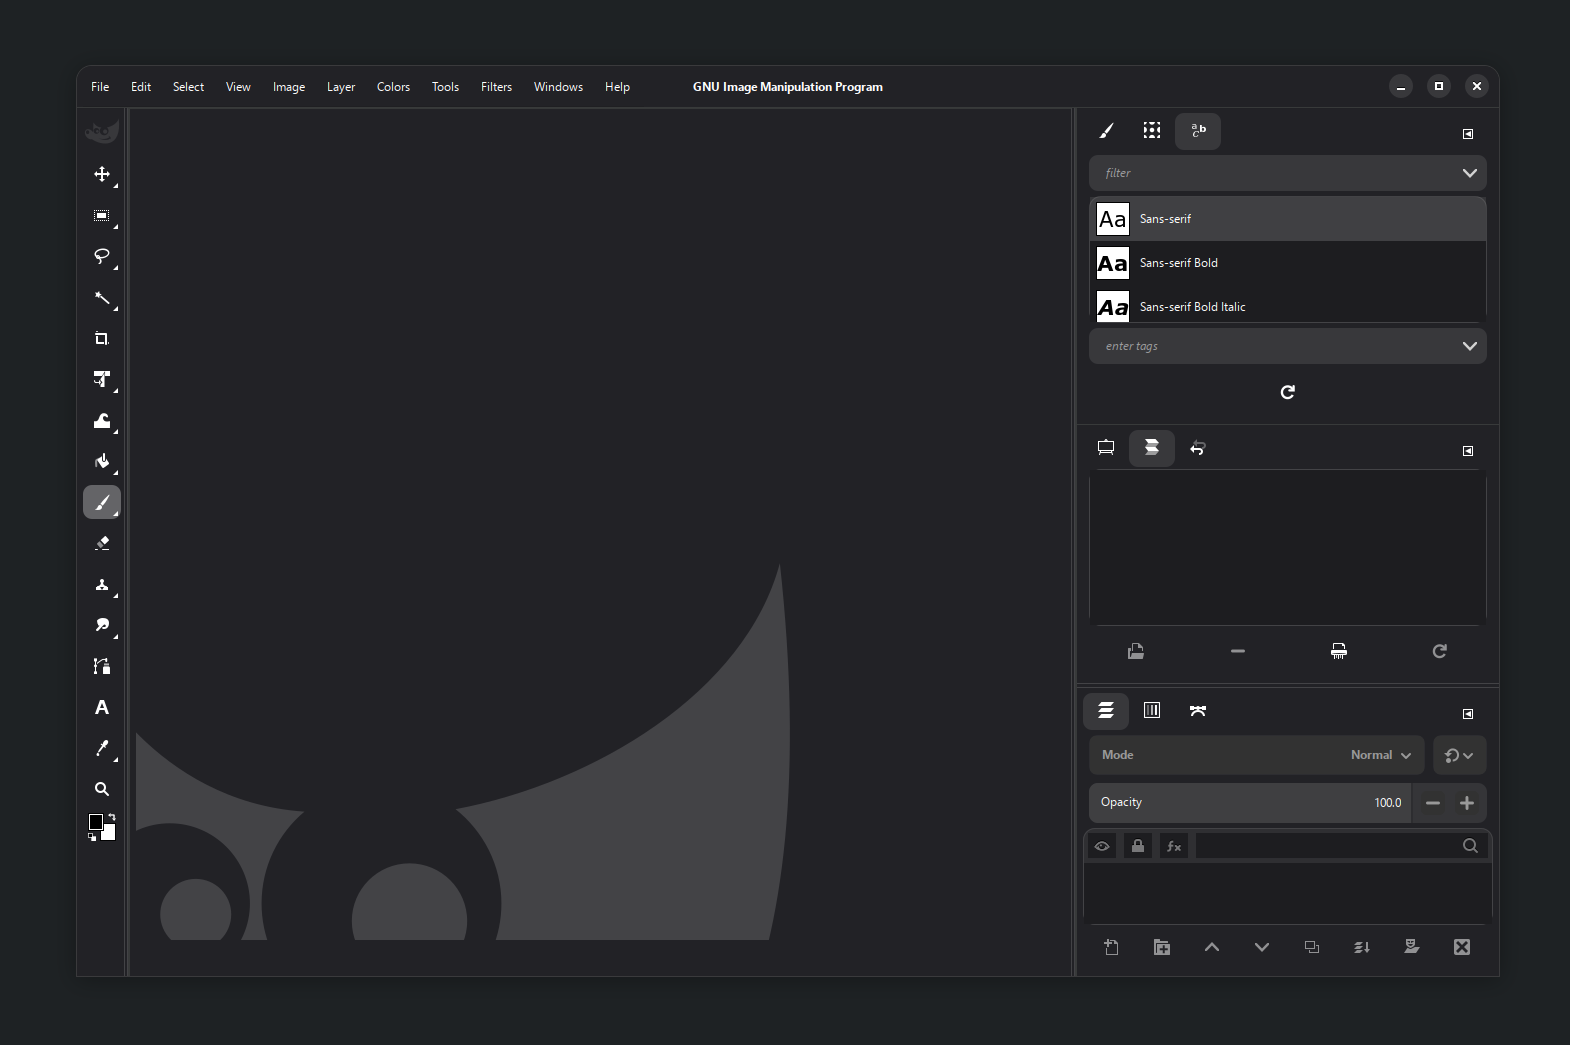 File Edit Select View Image Layer Colors Tools Filters Windows Help GNU Image Manipulation Program
a b c
filter
Aa Sans-serif
Aa Sans-serif Bold
Aa Sans-serif Bold Italic
enter tags
A
Mode Normal
Opacity 100.0
fx